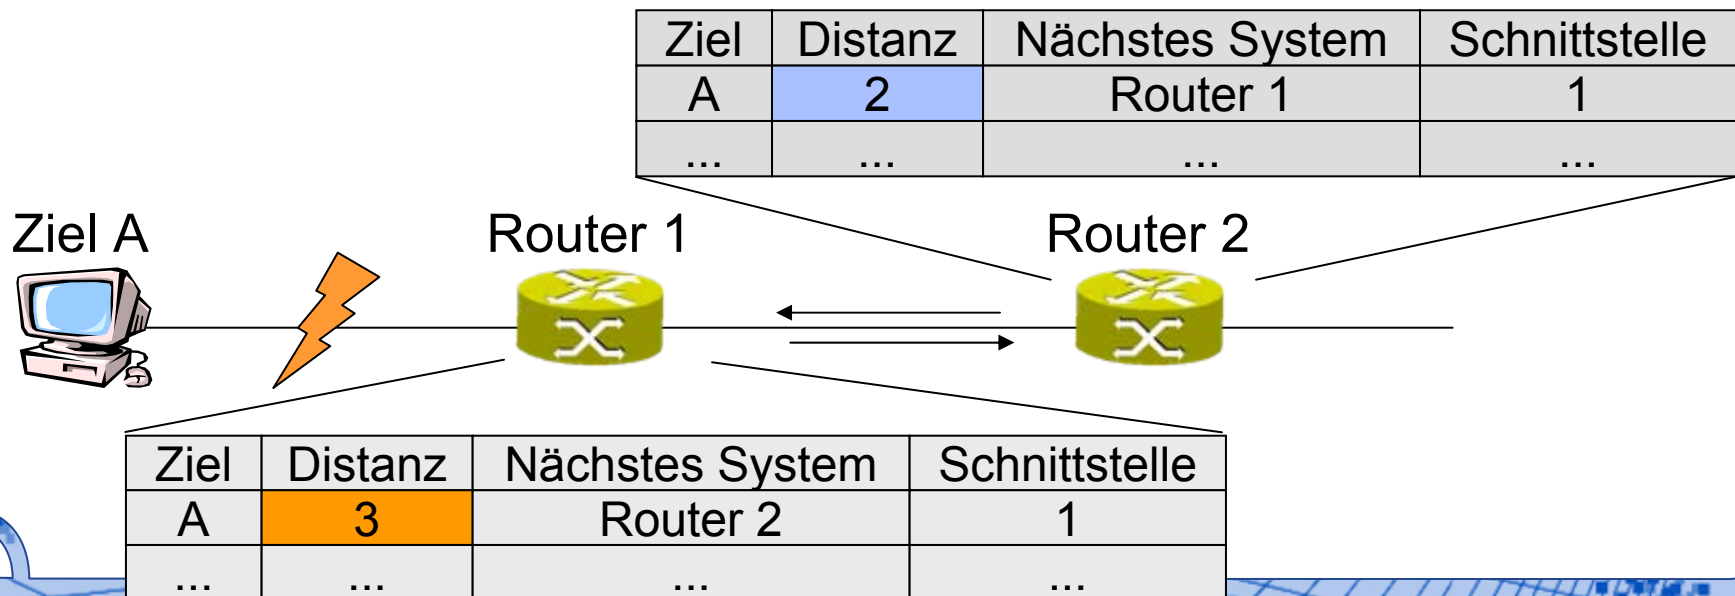 Ziel Distanz Nächstes System Schnittstelle
A 2 Router 1 1
... ... ... ...
Ziel A Router 1 Router 2
Ziel Distanz Nächstes System Schnittstelle
A 3 Router 2 1
... ... ... ...